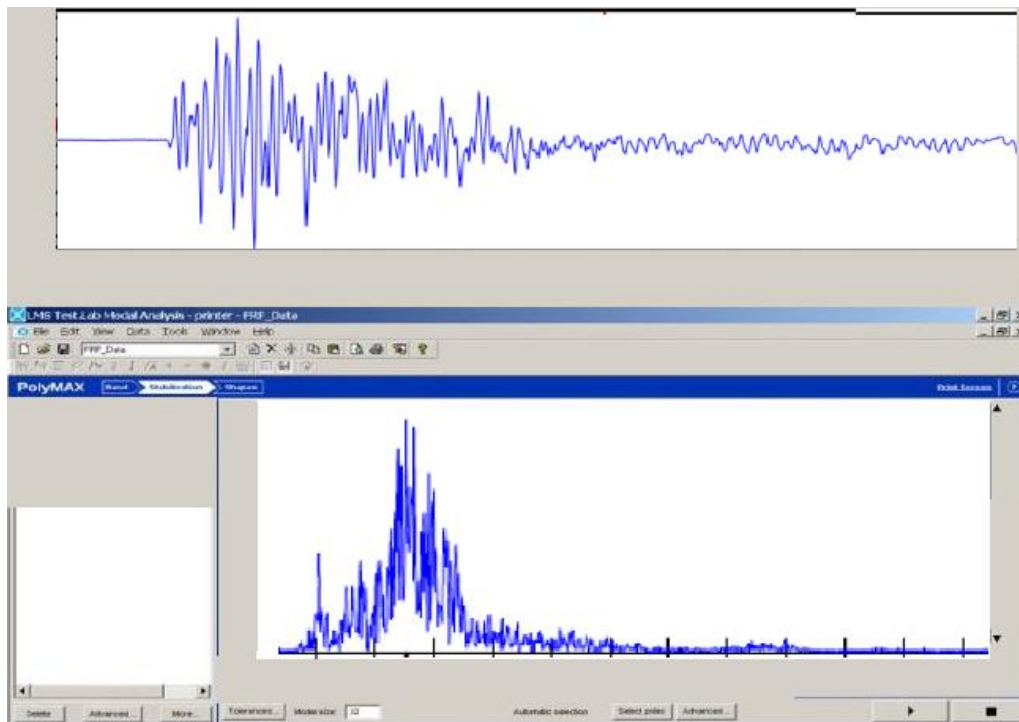 LMS Test.Lab Modal Analysis - printer - FRF_Data
File Edit View Data Tools Window Help
FRF_Data
PolyMAX Band Stabilization Shapes Print Screen
Tolerances... Model size: 32 Automatic selection Select poles Advanced...
Delete Advanced... More...